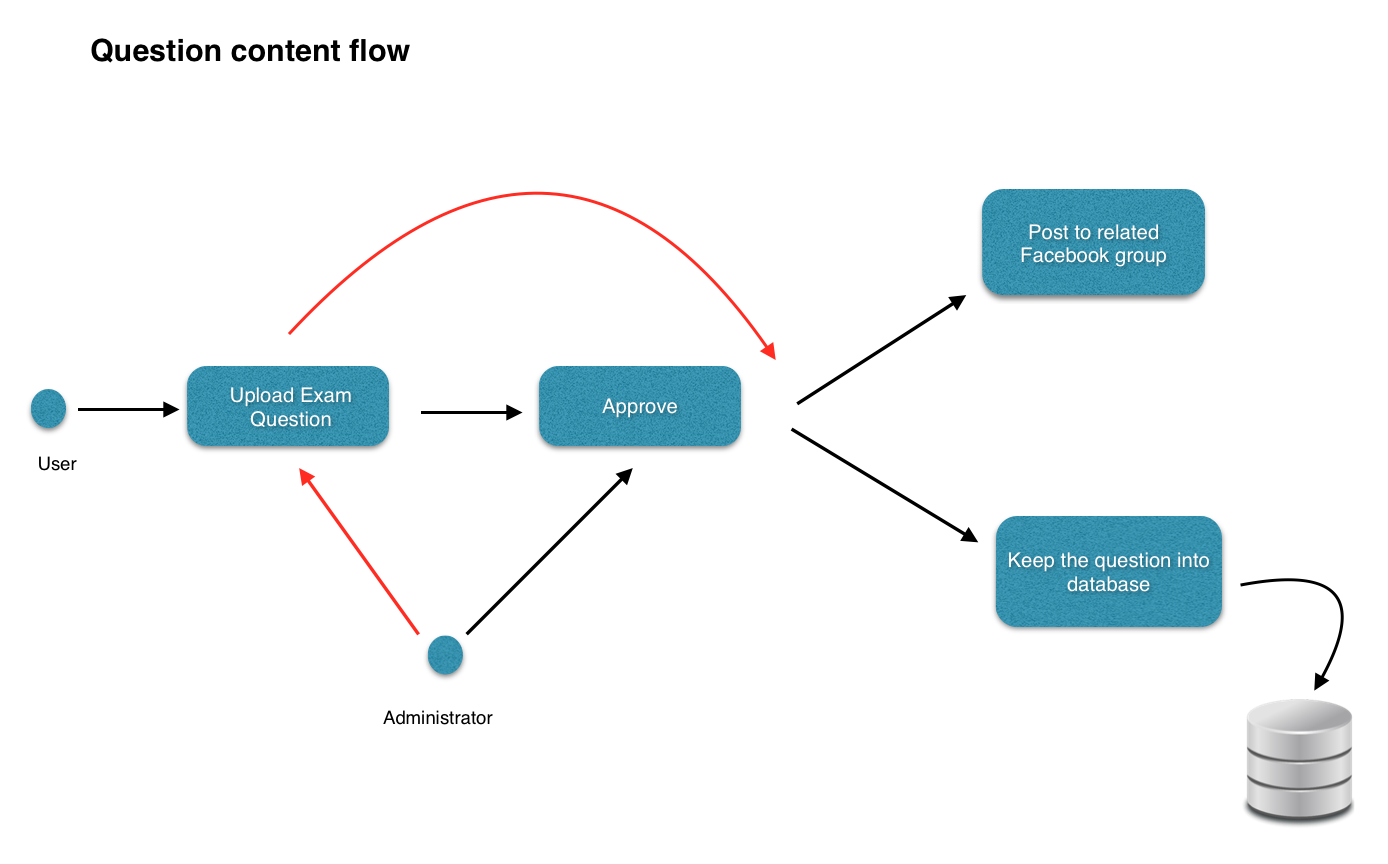 Question content flow
Post to related
Facebook group
Upload Exam
Question
Approve
User
Keep the question into
database
Administrator